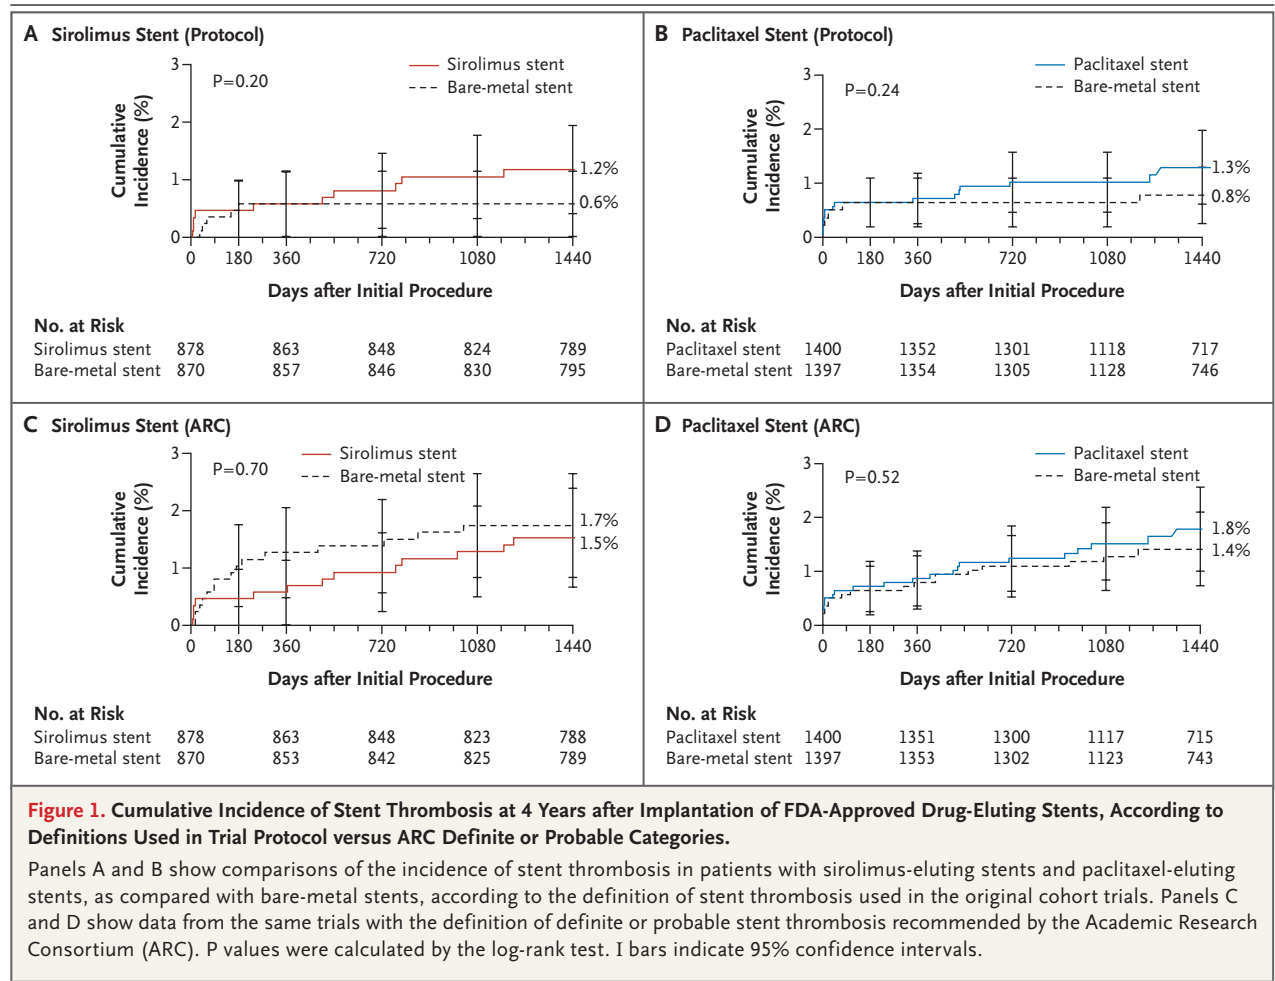 A Sirolimus Stent (Protocol)
Cumulative
Incidence (%)
3
2
1
0
P=0.20
Sirolimus stent
Bare-metal stent
1.2%
0.6%
0 180 360 720 1080 1440
Days after Initial Procedure
No. at Risk
Sirolimus stent 878 863 848 824 789
Bare-metal stent 870 857 846 830 795
B Paclitaxel Stent (Protocol)
Cumulative
Incidence (%)
3
2
1
0
P=0.24
Paclitaxel stent
Bare-metal stent
1.3%
0.8%
0 180 360 720 1080 1440
Days after Initial Procedure
No. at Risk
Paclitaxel stent 1400 1352 1301 1118 717
Bare-metal stent 1397 1354 1305 1128 746
C Sirolimus Stent (ARC)
Cumulative
Incidence (%)
3
2
1
0
P=0.70
Sirolimus stent
Bare-metal stent
1.7%
1.5%
0 180 360 720 1080 1440
Days after Initial Procedure
No. at Risk
Sirolimus stent 878 863 848 823 788
Bare-metal stent 870 853 842 825 789
D Paclitaxel Stent (ARC)
Cumulative
Incidence (%)
3
2
1
0
P=0.52
Paclitaxel stent
Bare-metal stent
1.8%
1.4%
0 180 360 720 1080 1440
Days after Initial Procedure
No. at Risk
Paclitaxel stent 1400 1351 1300 1117 715
Bare-metal stent 1397 1353 1302 1123 743
Figure 1. Cumulative Incidence of Stent Thrombosis at 4 Years after Implantation of FDA-Approved Drug-Eluting Stents, According to
Definitions Used in Trial Protocol versus ARC Definite or Probable Categories.
Panels A and B show comparisons of the incidence of stent thrombosis in patients with sirolimus-eluting stents and paclitaxel-eluting
stents, as compared with bare-metal stents, according to the definition of stent thrombosis used in the original cohort trials. Panels C
and D show data from the same trials with the definition of definite or probable stent thrombosis recommended by the Academic Research
Consortium (ARC). P values were calculated by the log-rank test. I bars indicate 95% confidence intervals.